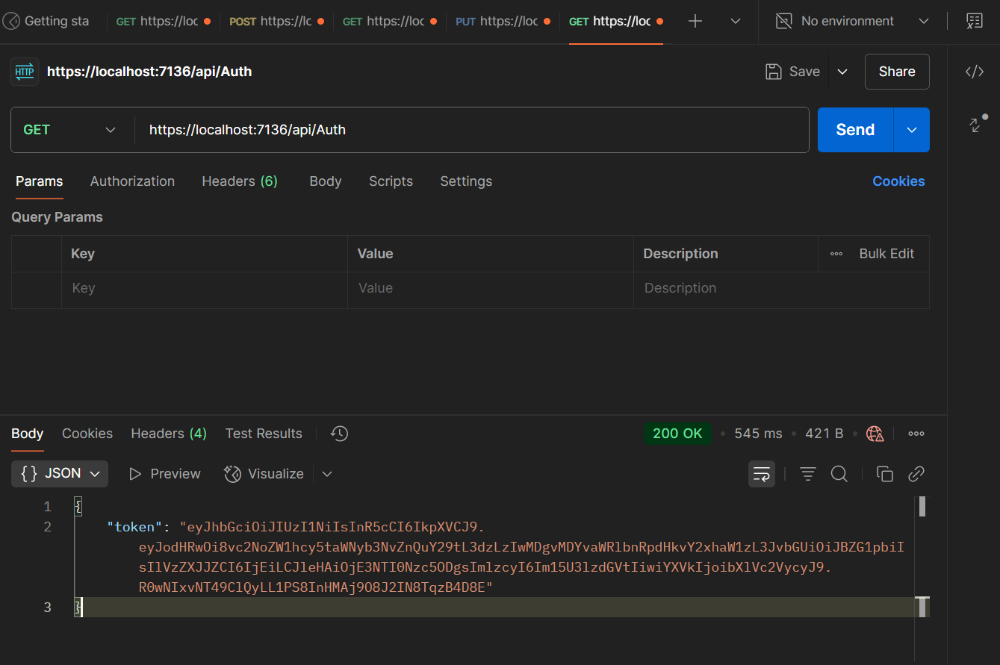 Getting sta
GET https://loc
POST https://lc
GET https://loc
PUT https://loc
GET https://loc
No environment
HTTP
https://localhost:7136/api/Auth
Save
Share
GET
https://localhost:7136/api/Auth
Send
Params Authorization Headers (6) Body Scripts Settings Cookies
Query Params
Key Value Description Bulk Edit
Key Value Description
Body Cookies Headers (4) Test Results
200 OK • 545 ms • 421 B
{} JSON Preview Visualize
1 {
2 "token": "eyJhbGciOiJIUzI1NiIsInR5cCI6IkpXVCJ9.
eyJodHRwOi8vc2NoZW1hcy5taWNyb3NvZnQuY29tL3dzLzIwMDgvMDYvaWRlbnRpdHkvY2xhaW1zL3JvbGUiOiJBZG1pbiI
sIlVzZXJJZCI6IjEiLCJleHAiOjE3NTI0Nzc5ODgsImlzcyI6Im15U3lzdGVtIiwiYXVkIjoibXlVc2VycyJ9.
R0wNIxvNT49ClQyLL1PS8InHMAj9O8J2IN8TqzB4D8E"
3 }